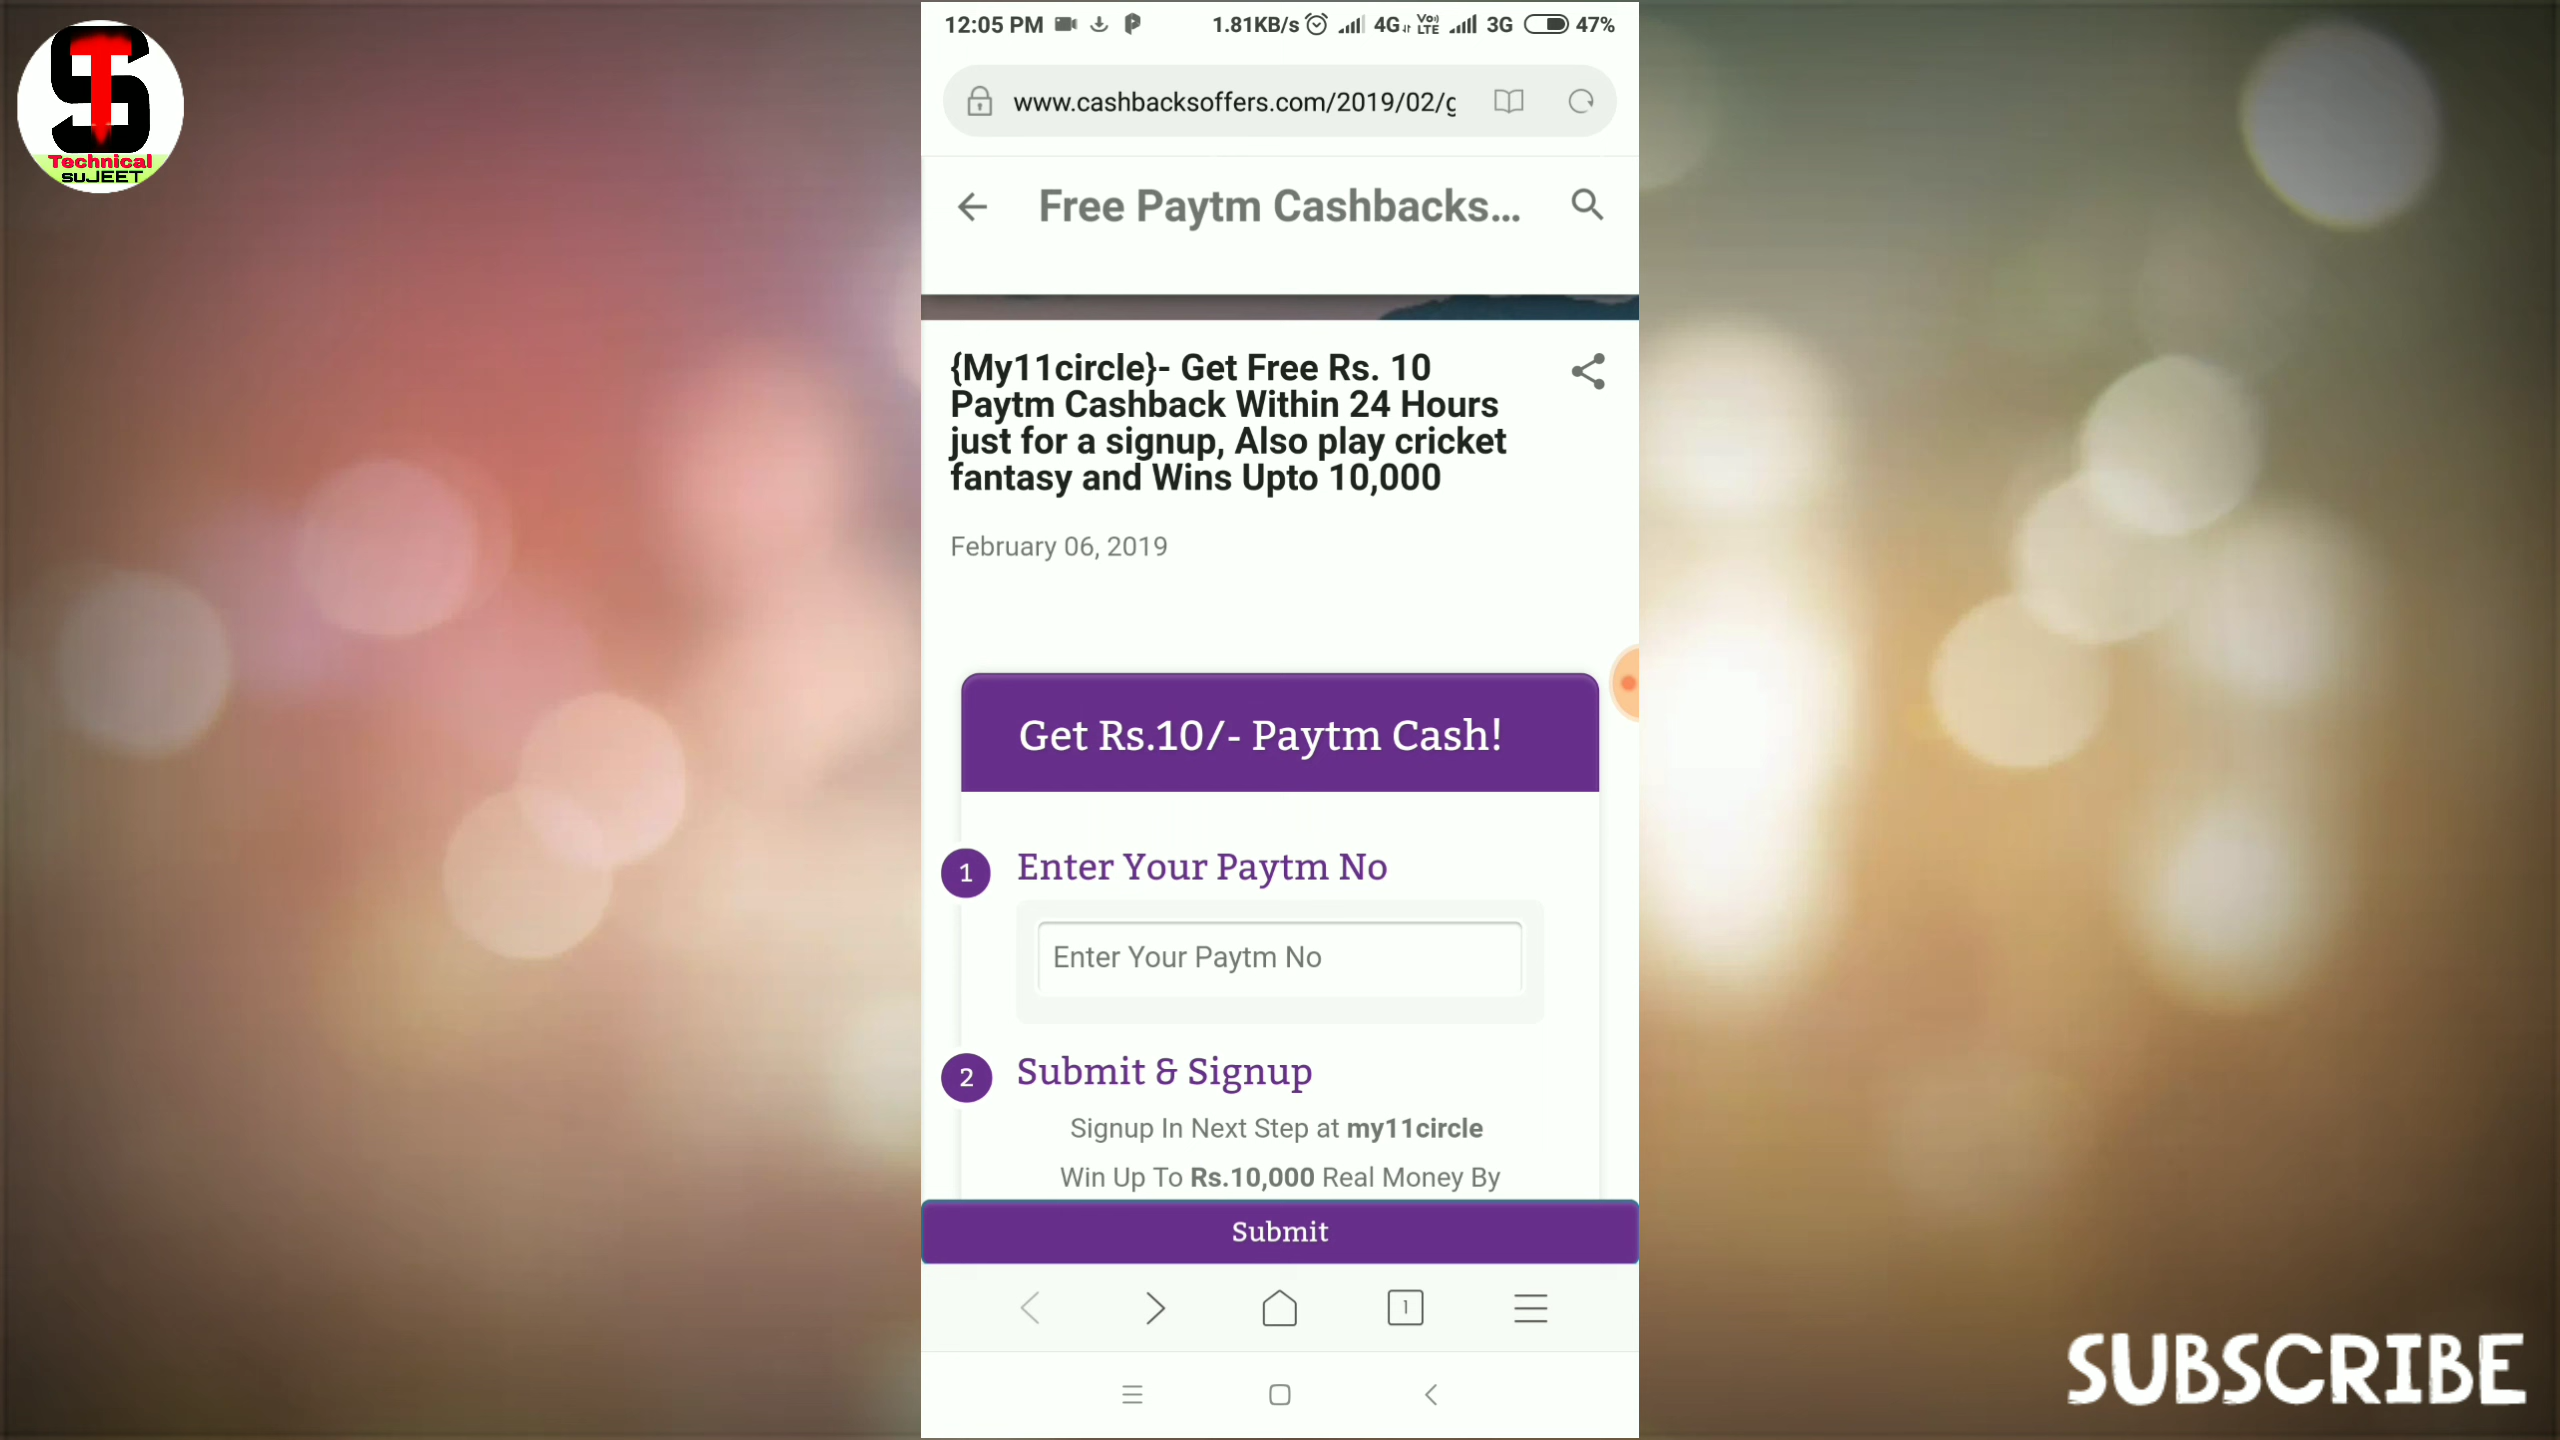 Technical
SUJEET
12:05 PM 1.81KB/s 4G VoLTE 3G 47%
www.cashbacksoffers.com/2019/02/g
Free Paytm Cashbacks...
{My11circle}- Get Free Rs. 10
Paytm Cashback Within 24 Hours
just for a signup, Also play cricket
fantasy and Wins Upto 10,000
February 06, 2019
Get Rs.10/- Paytm Cash!
1 Enter Your Paytm No
Enter Your Paytm No
2 Submit & Signup
Signup In Next Step at my11circle
Win Up To Rs.10,000 Real Money By
Submit
1
SUBSCRIBE